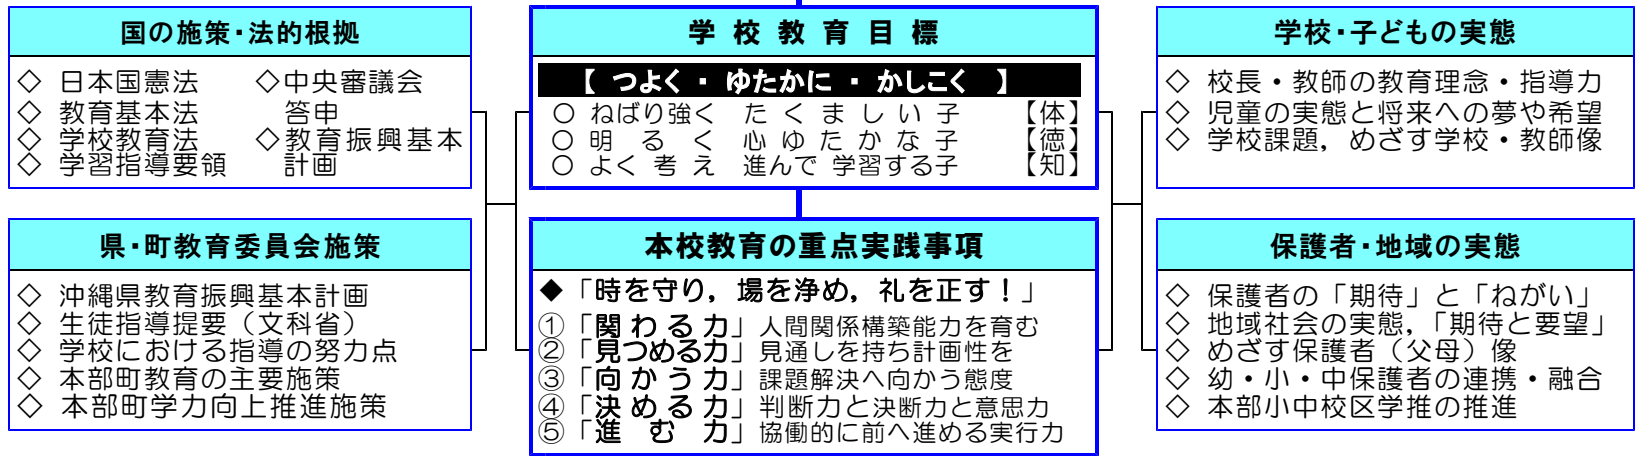 国の施策・法的根拠
◇ 日本国憲法 ◇中央審議会
◇ 教育基本法 答申
◇ 学校教育法 ◇教育振興基本
◇ 学習指導要領 計画
県・町教育委員会施策
◇ 沖縄県教育振興基本計画
◇ 生徒指導提要（文科省）
◇ 学校における指導の努力点
◇ 本部町教育の主要施策
◇ 本部町学力向上推進施策
学 校 教 育 目 標
【 つよく ・ ゆたかに ・ かしこく 】
○ ねばり強く た く ま し い 子 【体】
○ 明 る く 心 ゆ た か な 子 【徳】
○ よ く 考 え 進んで 学習する子 【知】
本校教育の重点実践事項
◆「時を守り，場を浄め，礼を正す！」
①「関 わ る 力」人間関係構築能力を育む
②「見つめる力」見通しを持ち計画性を
③「向 か う 力」課題解決へ向かう態度
④「決 め る 力」判断力と決断力と意思力
⑤「進 む 力」協働的に前へ進める実行力
学校・子どもの実態
◇ 校長・教師の教育理念・指導力
◇ 児童の実態と将来への夢や希望
◇ 学校課題，めざす学校・教師像
保護者・地域の実態
◇ 保護者の「期待」と「ねがい」
◇ 地域社会の実態，「期待と要望」
◇ めざす保護者（父母）像
◇ 幼・小・中保護者の連携・融合
◇ 本部小中校区学推の推進